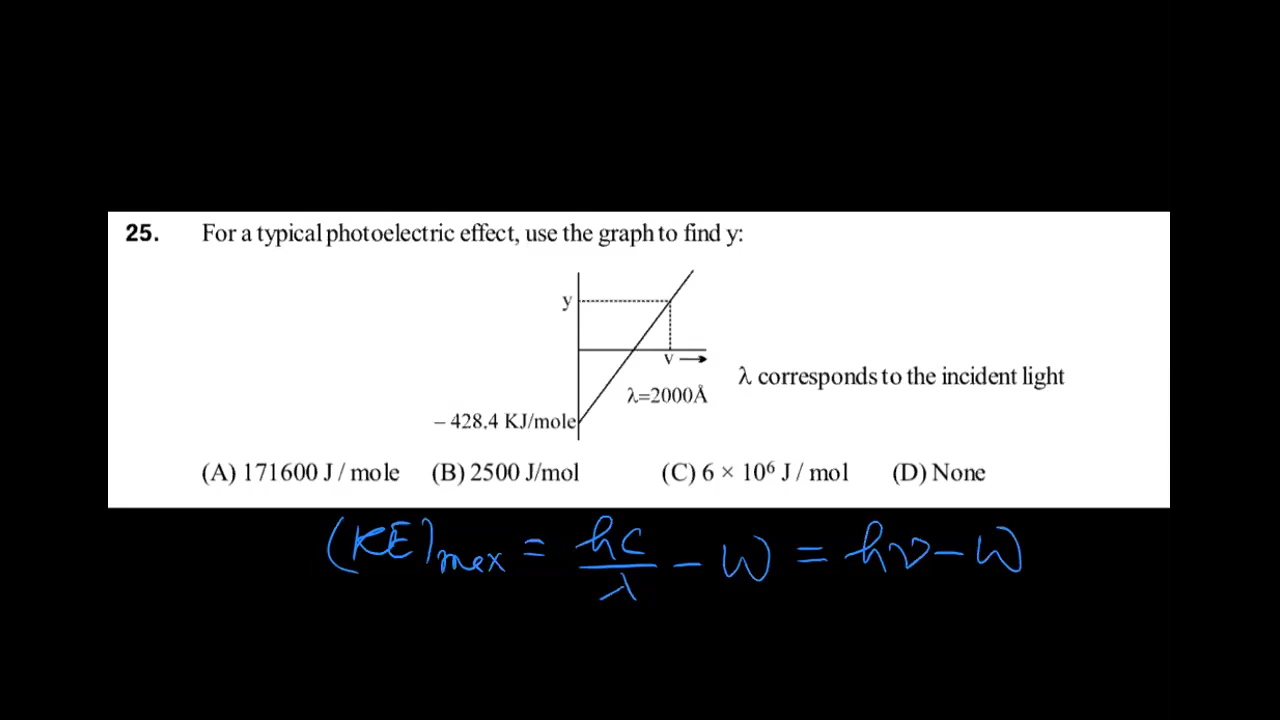 25. For a typical photoelectric effect, use the graph to find y:
y
ν →
λ=2000Å
λ corresponds to the incident light
– 428.4 KJ/mole
(A) 171600 J / mole (B) 2500 J/mol (C) 6 × 10⁶ J / mol (D) None
(KE)max = hc/λ – W = hν – W